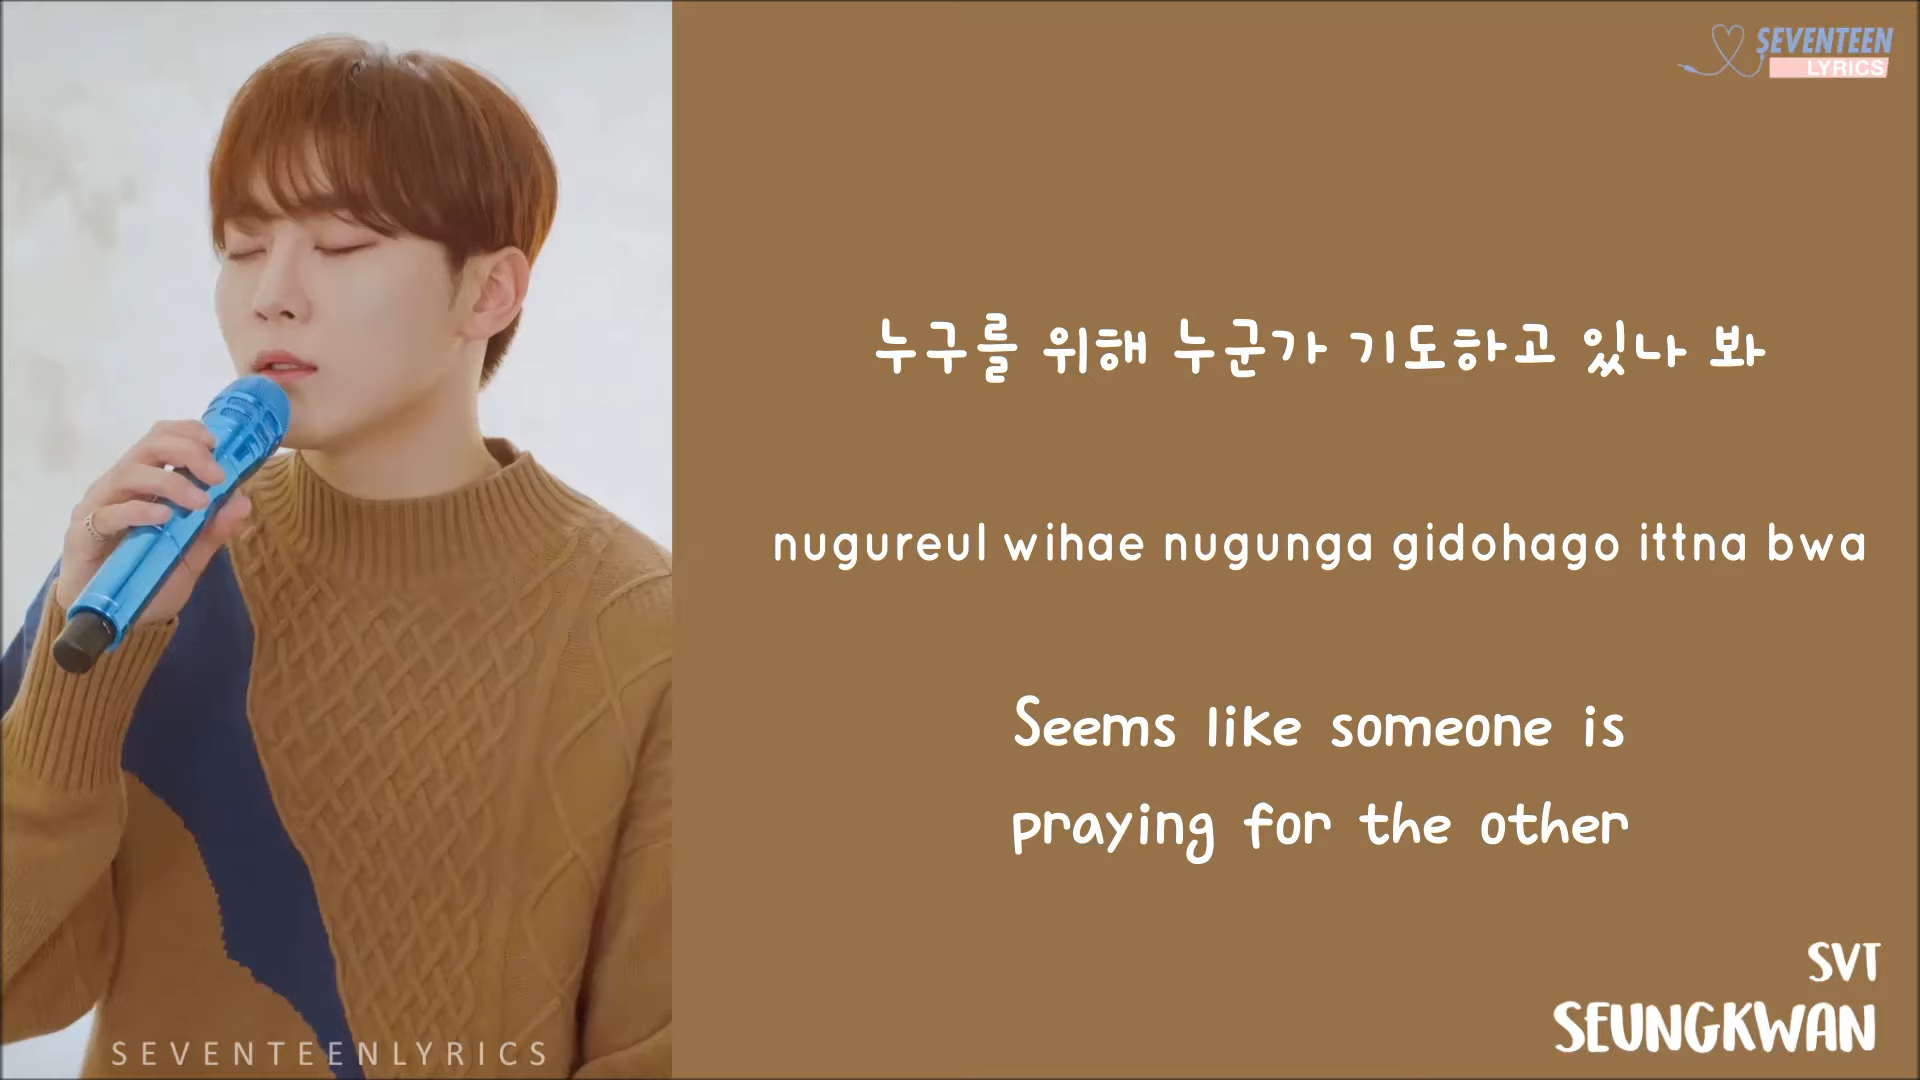 SEVENTEEN
LYRICS
누구를 위해 누군가 기도하고 있나 봐
nugureul wihae nugunga gidohago ittna bwa
Seems like someone is
praying for the other
SVT
SEUNGKWAN
SEVENTEENLYRICS